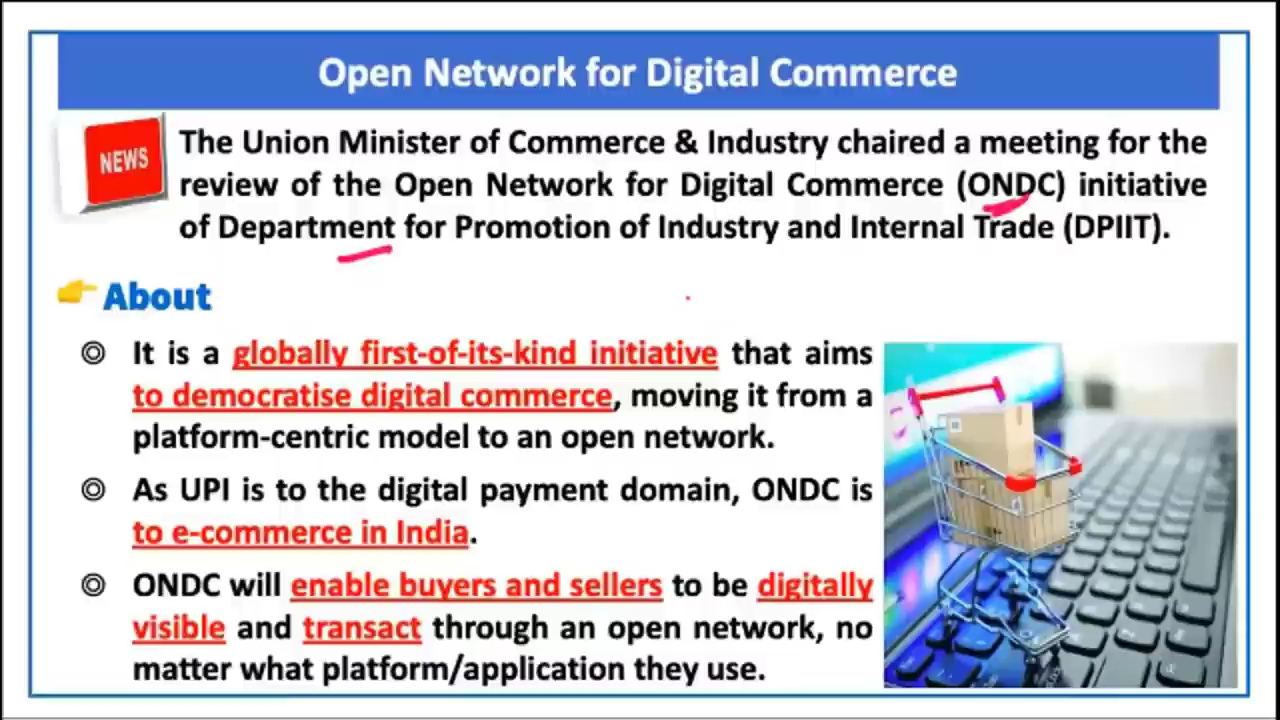 Open Network for Digital Commerce
NEWS
The Union Minister of Commerce & Industry chaired a meeting for the
review of the Open Network for Digital Commerce (ONDC) initiative
of Department for Promotion of Industry and Internal Trade (DPIIT).
About
It is a globally first-of-its-kind initiative that aims
to democratise digital commerce, moving it from a
platform-centric model to an open network.
As UPI is to the digital payment domain, ONDC is
to e-commerce in India.
ONDC will enable buyers and sellers to be digitally
visible and transact through an open network, no
matter what platform/application they use.